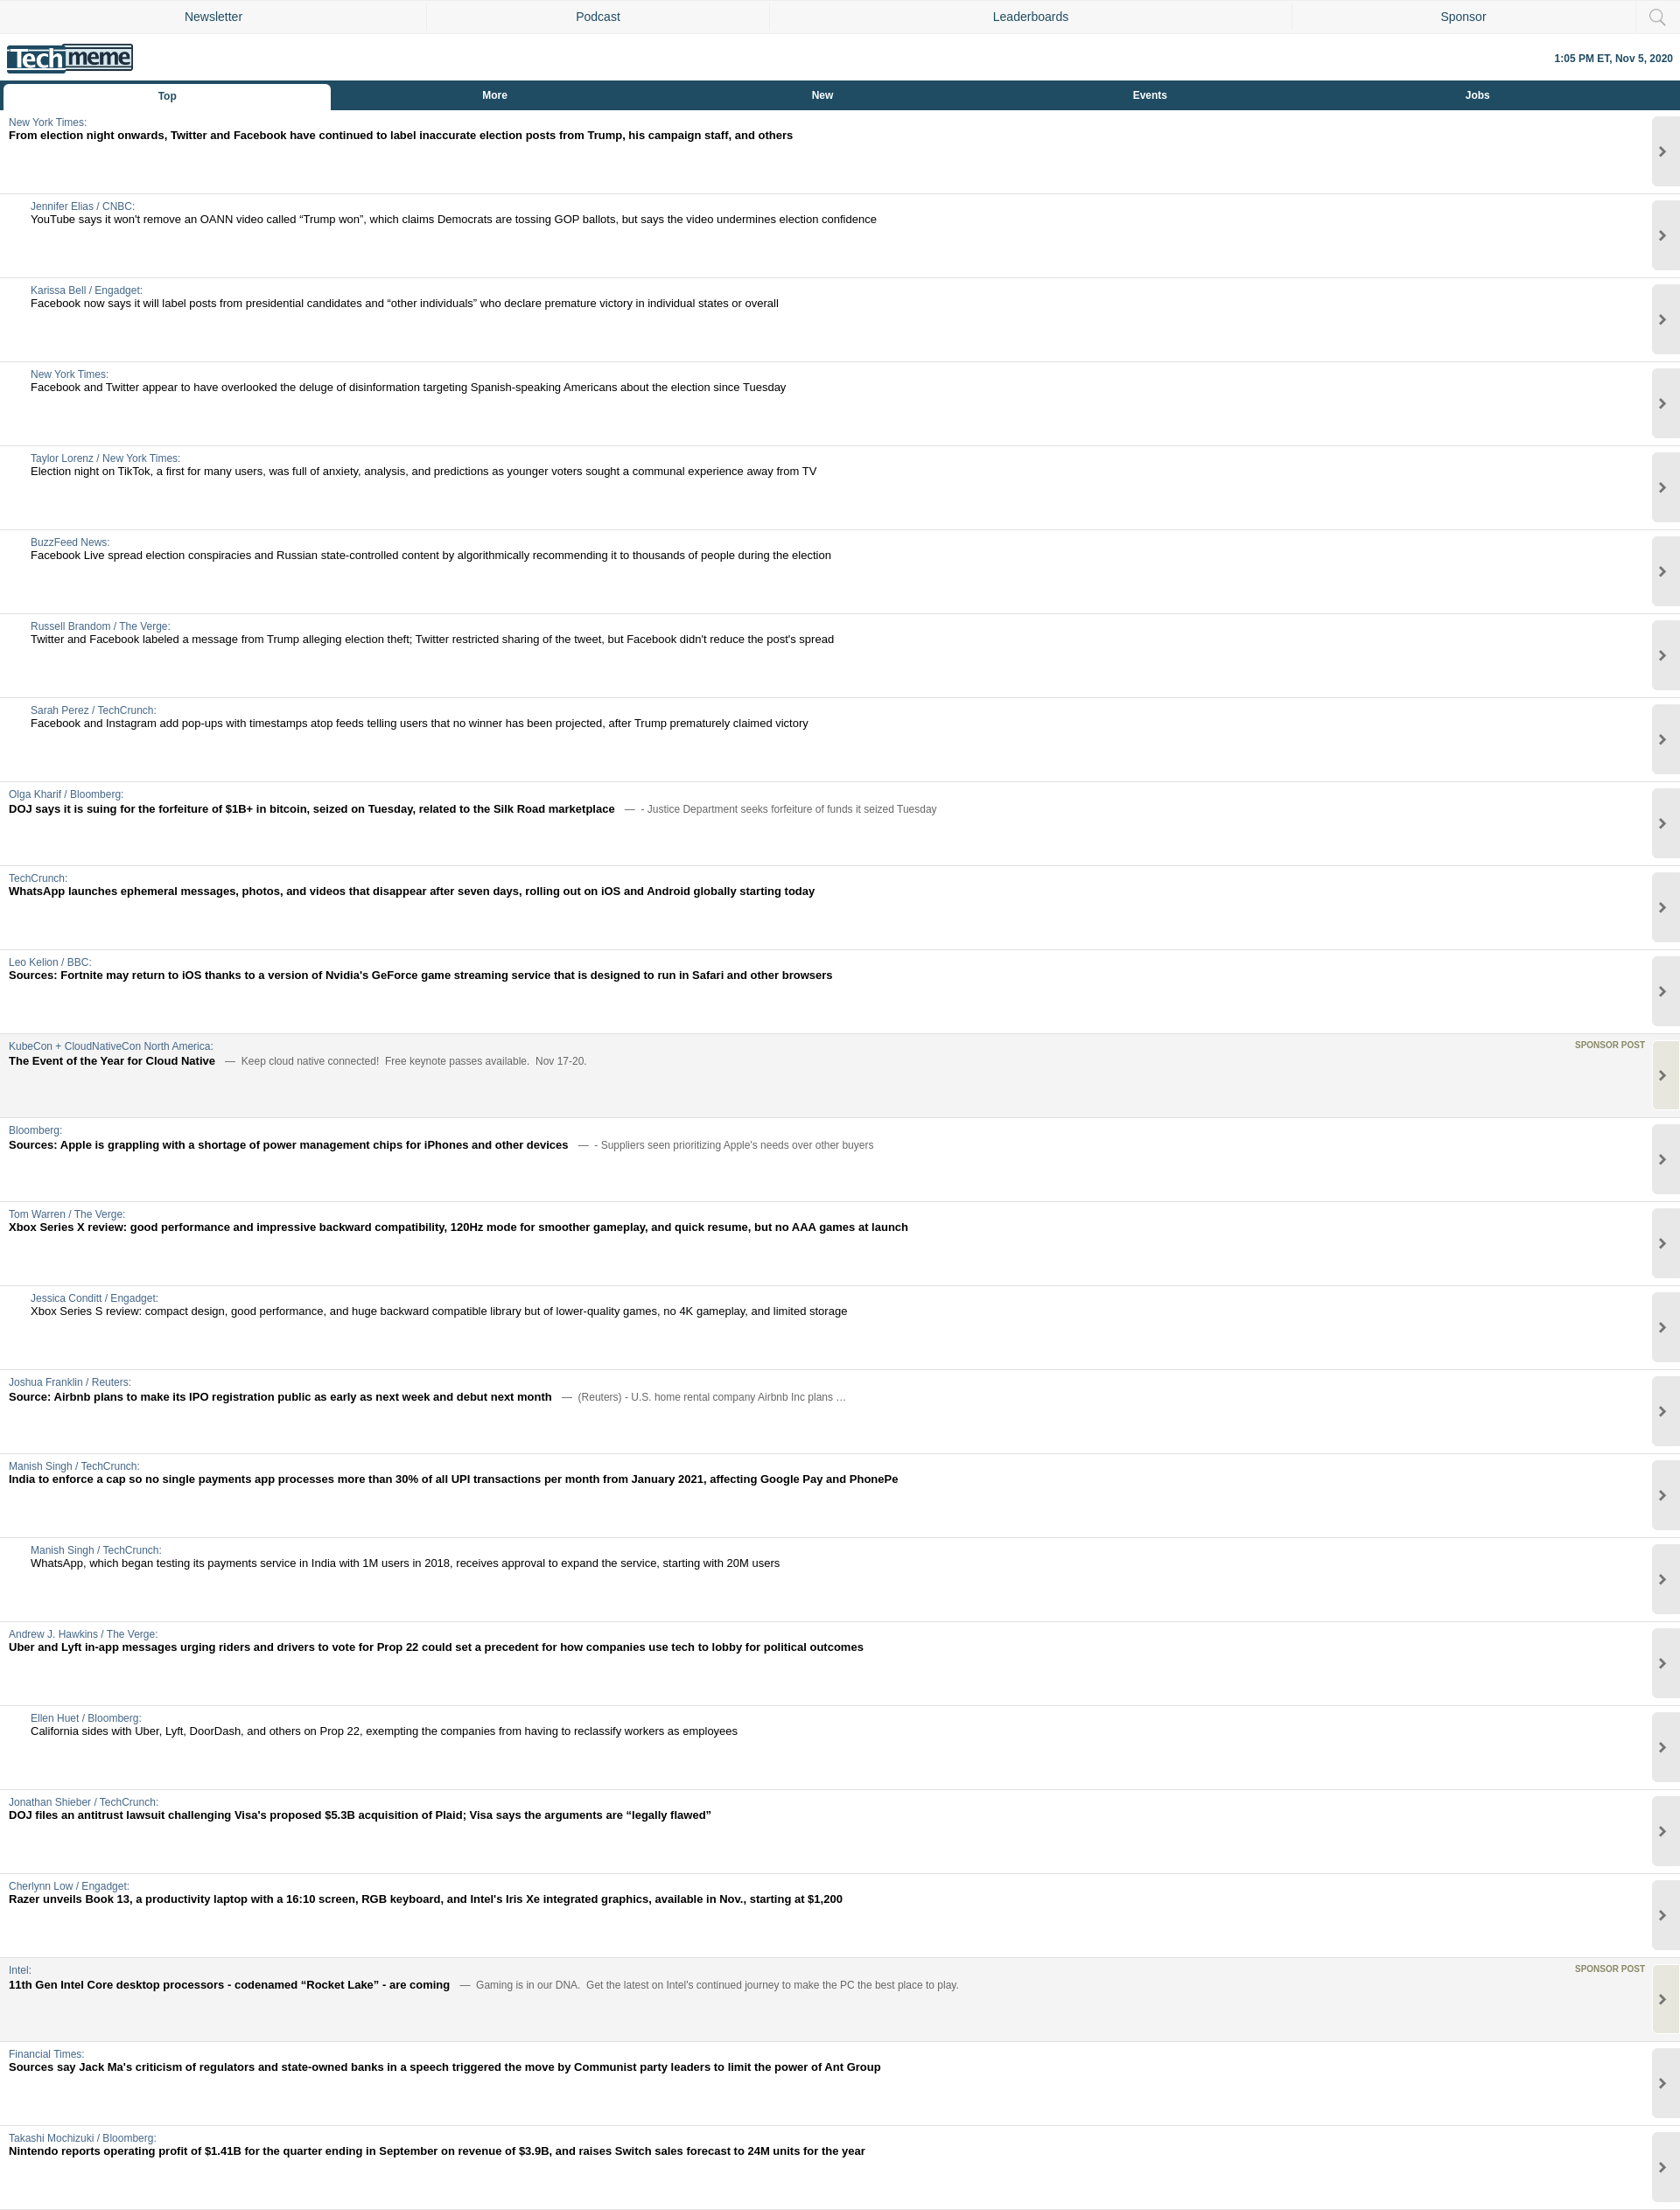 Newsletter
Podcast
Leaderboards
Sponsor
Techmeme
1:05 PM ET, Nov 5, 2020
Top
More
New
Events
Jobs
New York Times:
From election night onwards, Twitter and Facebook have continued to label inaccurate election posts from Trump, his campaign staff, and others
Jennifer Elias / CNBC:
YouTube says it won't remove an OANN video called “Trump won”, which claims Democrats are tossing GOP ballots, but says the video undermines election confidence
Karissa Bell / Engadget:
Facebook now says it will label posts from presidential candidates and “other individuals” who declare premature victory in individual states or overall
New York Times:
Facebook and Twitter appear to have overlooked the deluge of disinformation targeting Spanish-speaking Americans about the election since Tuesday
Taylor Lorenz / New York Times:
Election night on TikTok, a first for many users, was full of anxiety, analysis, and predictions as younger voters sought a communal experience away from TV
BuzzFeed News:
Facebook Live spread election conspiracies and Russian state-controlled content by algorithmically recommending it to thousands of people during the election
Russell Brandom / The Verge:
Twitter and Facebook labeled a message from Trump alleging election theft; Twitter restricted sharing of the tweet, but Facebook didn't reduce the post's spread
Sarah Perez / TechCrunch:
Facebook and Instagram add pop-ups with timestamps atop feeds telling users that no winner has been projected, after Trump prematurely claimed victory
Olga Kharif / Bloomberg:
DOJ says it is suing for the forfeiture of $1B+ in bitcoin, seized on Tuesday, related to the Silk Road marketplace — - Justice Department seeks forfeiture of funds it seized Tuesday
TechCrunch:
WhatsApp launches ephemeral messages, photos, and videos that disappear after seven days, rolling out on iOS and Android globally starting today
Leo Kelion / BBC:
Sources: Fortnite may return to iOS thanks to a version of Nvidia's GeForce game streaming service that is designed to run in Safari and other browsers
KubeCon + CloudNativeCon North America:
SPONSOR POST
The Event of the Year for Cloud Native — Keep cloud native connected! Free keynote passes available. Nov 17-20.
Bloomberg:
Sources: Apple is grappling with a shortage of power management chips for iPhones and other devices — - Suppliers seen prioritizing Apple's needs over other buyers
Tom Warren / The Verge:
Xbox Series X review: good performance and impressive backward compatibility, 120Hz mode for smoother gameplay, and quick resume, but no AAA games at launch
Jessica Conditt / Engadget:
Xbox Series S review: compact design, good performance, and huge backward compatible library but of lower-quality games, no 4K gameplay, and limited storage
Joshua Franklin / Reuters:
Source: Airbnb plans to make its IPO registration public as early as next week and debut next month — (Reuters) - U.S. home rental company Airbnb Inc plans …
Manish Singh / TechCrunch:
India to enforce a cap so no single payments app processes more than 30% of all UPI transactions per month from January 2021, affecting Google Pay and PhonePe
Manish Singh / TechCrunch:
WhatsApp, which began testing its payments service in India with 1M users in 2018, receives approval to expand the service, starting with 20M users
Andrew J. Hawkins / The Verge:
Uber and Lyft in-app messages urging riders and drivers to vote for Prop 22 could set a precedent for how companies use tech to lobby for political outcomes
Ellen Huet / Bloomberg:
California sides with Uber, Lyft, DoorDash, and others on Prop 22, exempting the companies from having to reclassify workers as employees
Jonathan Shieber / TechCrunch:
DOJ files an antitrust lawsuit challenging Visa's proposed $5.3B acquisition of Plaid; Visa says the arguments are “legally flawed”
Cherlynn Low / Engadget:
Razer unveils Book 13, a productivity laptop with a 16:10 screen, RGB keyboard, and Intel's Iris Xe integrated graphics, available in Nov., starting at $1,200
Intel:
SPONSOR POST
11th Gen Intel Core desktop processors - codenamed “Rocket Lake” - are coming — Gaming is in our DNA. Get the latest on Intel's continued journey to make the PC the best place to play.
Financial Times:
Sources say Jack Ma's criticism of regulators and state-owned banks in a speech triggered the move by Communist party leaders to limit the power of Ant Group
Takashi Mochizuki / Bloomberg:
Nintendo reports operating profit of $1.41B for the quarter ending in September on revenue of $3.9B, and raises Switch sales forecast to 24M units for the year